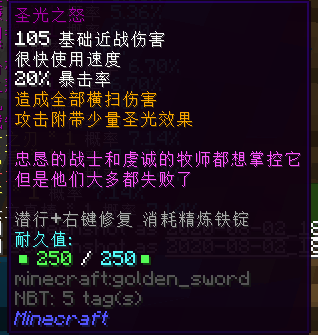 圣光之怒
105 基础近战伤害
很快使用速度
20% 暴击率
造成全部横扫伤害
攻击附带少量圣光效果
忠恳的战士和虔诚的牧师都想掌控它
但是他们大多都失败了
潜行+右键修复 消耗精炼铁锭
耐久值:
250 / 250
minecraft:golden_sword
NBT: 5 tag(s)
Minecraft